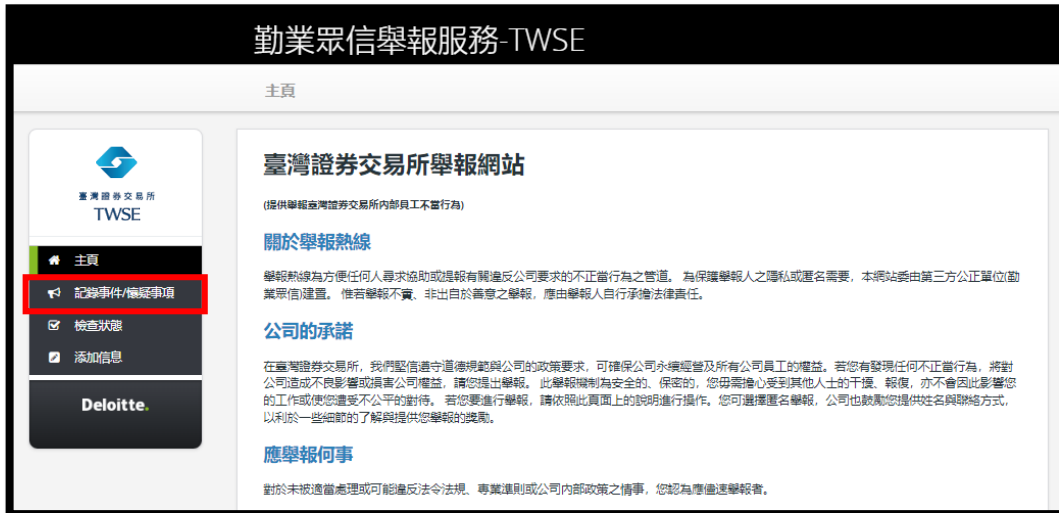 勤業眾信舉報服務-TWSE
主頁
臺灣證券交易所
TWSE
主頁
記錄事件/懷疑事項
檢查狀態
添加信息
Deloitte.
臺灣證券交易所舉報網站
(提供舉報臺灣證券交易所內部員工不當行為)
關於舉報熱線
舉報熱線為方便任何人尋求協助或提報有關違反公司要求的不正當行為之管道。 為保護舉報人之隱私或匿名需要，本網站委由第三方公正單位(勤
業眾信)建置。 惟若舉報不實、非出自於善意之舉報，應由舉報人自行承擔法律責任。
公司的承諾
在臺灣證券交易所，我們堅信遵守道德規範與公司的政策要求，可確保公司永續經營及所有公司員工的權益。若您有發現任何不正當行為，將對
公司造成不良影響或損害公司權益，請您提出舉報。 此舉報機制為安全的、保密的，您毋需擔心受到其他人士的干擾、報復，亦不會因此影響您
的工作或使您遭受不公平的對待。 若您要進行舉報，請依照此頁面上的說明進行操作。您可選擇匿名舉報，公司也鼓勵您提供姓名與聯絡方式，
以利於一些細節的了解與提供您舉報的獎勵。
應舉報何事
對於未被適當處理或可能違反法令法規、專業準則或公司內部政策之情事，您認為應儘速舉報者。